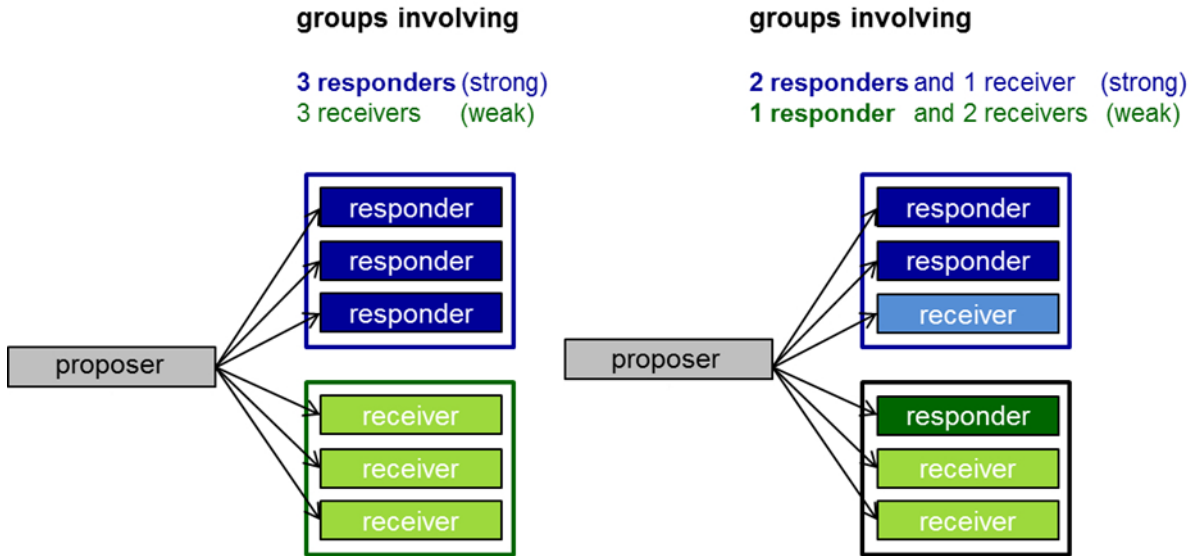 groups involving
3 responders (strong)
3 receivers (weak)
responder
responder
responder
proposer
receiver
receiver
receiver
groups involving
2 responders and 1 receiver (strong)
1 responder and 2 receivers (weak)
responder
responder
receiver
proposer
responder
receiver
receiver